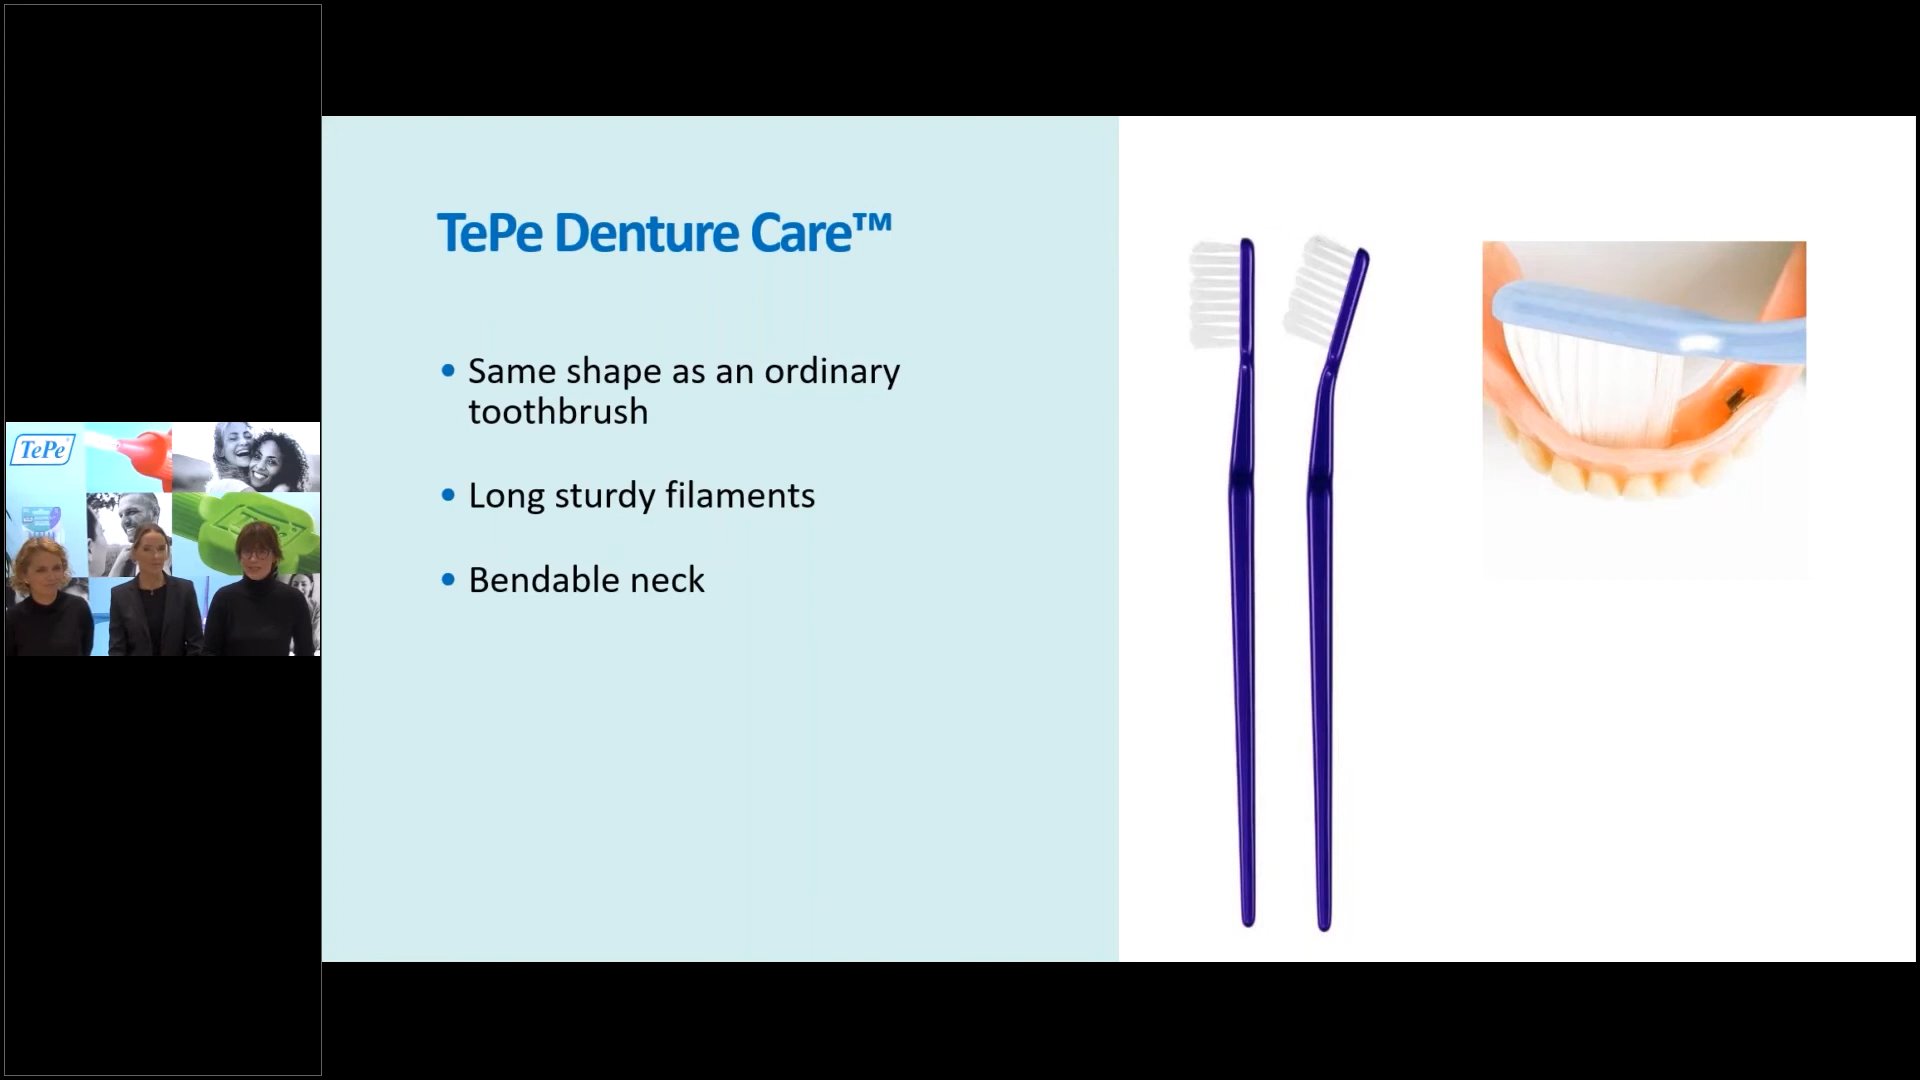 TePe
TePe Denture Care™
• Same shape as an ordinary
toothbrush
• Long sturdy filaments
• Bendable neck